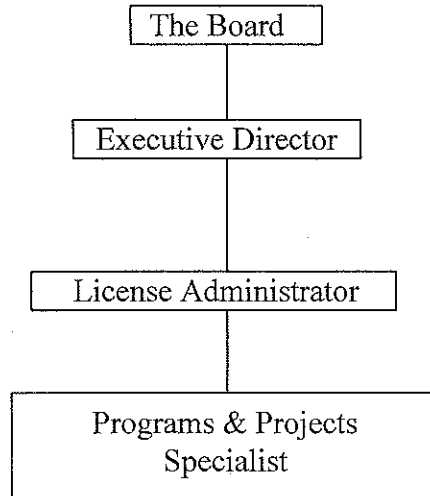 The Board
Executive Director
License Administrator
Programs & Projects
Specialist